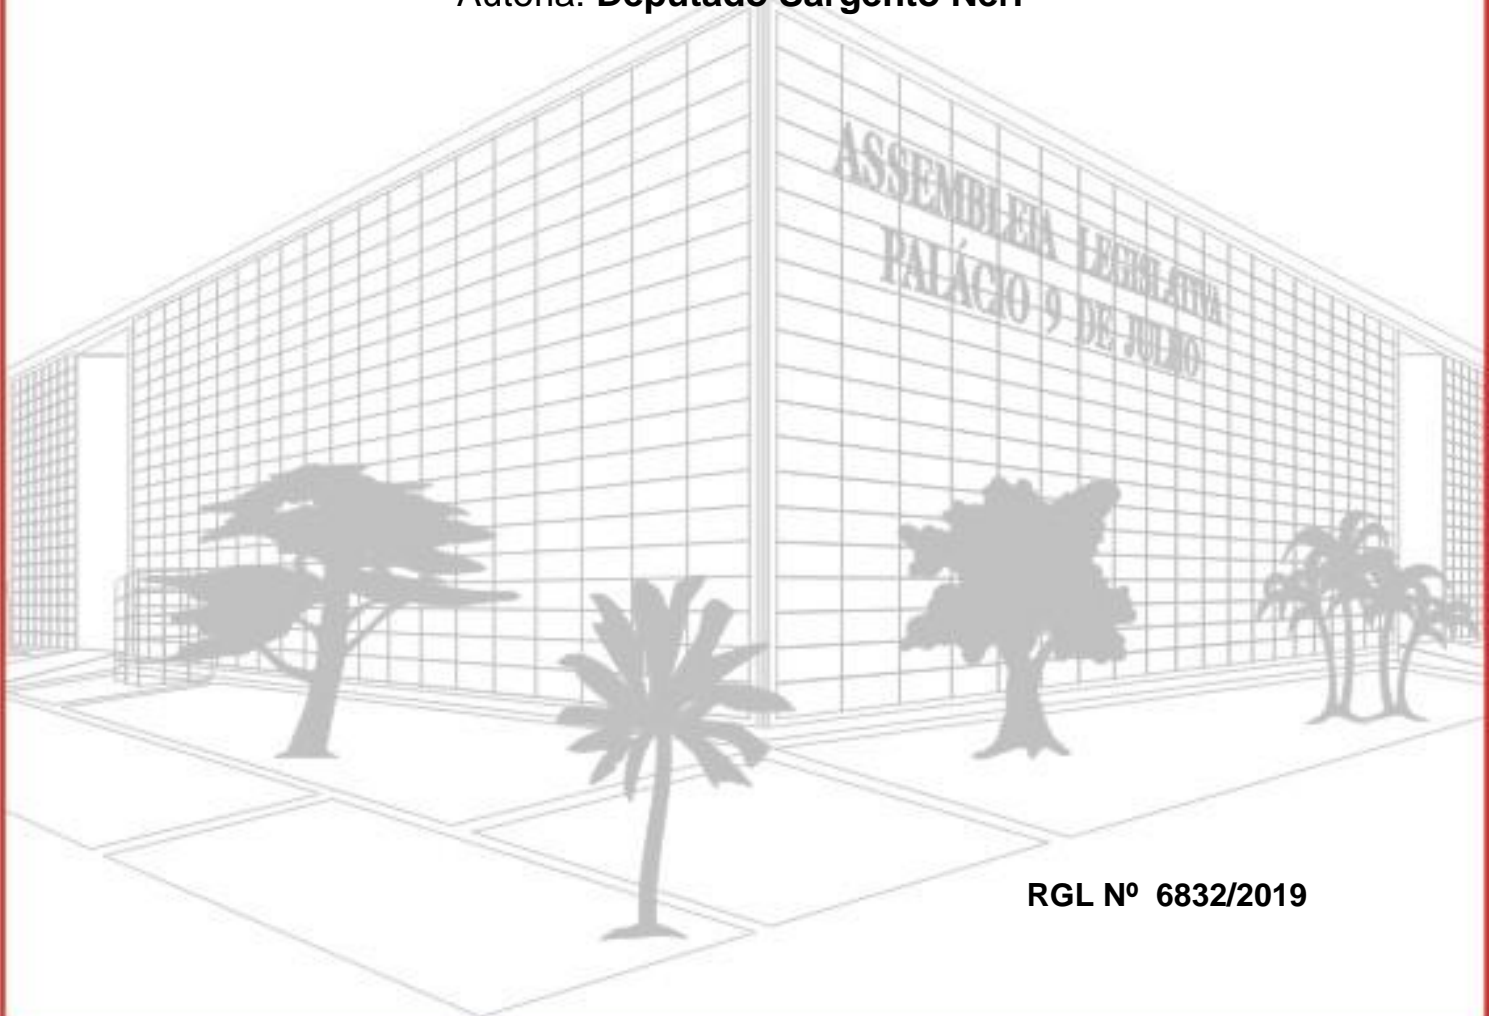 Autoria: Deputado Sargento Neri
ASSEMBLEIA LEGISLATIVA
PALÁCIO 9 DE JULHO
RGL Nº 6832/2019